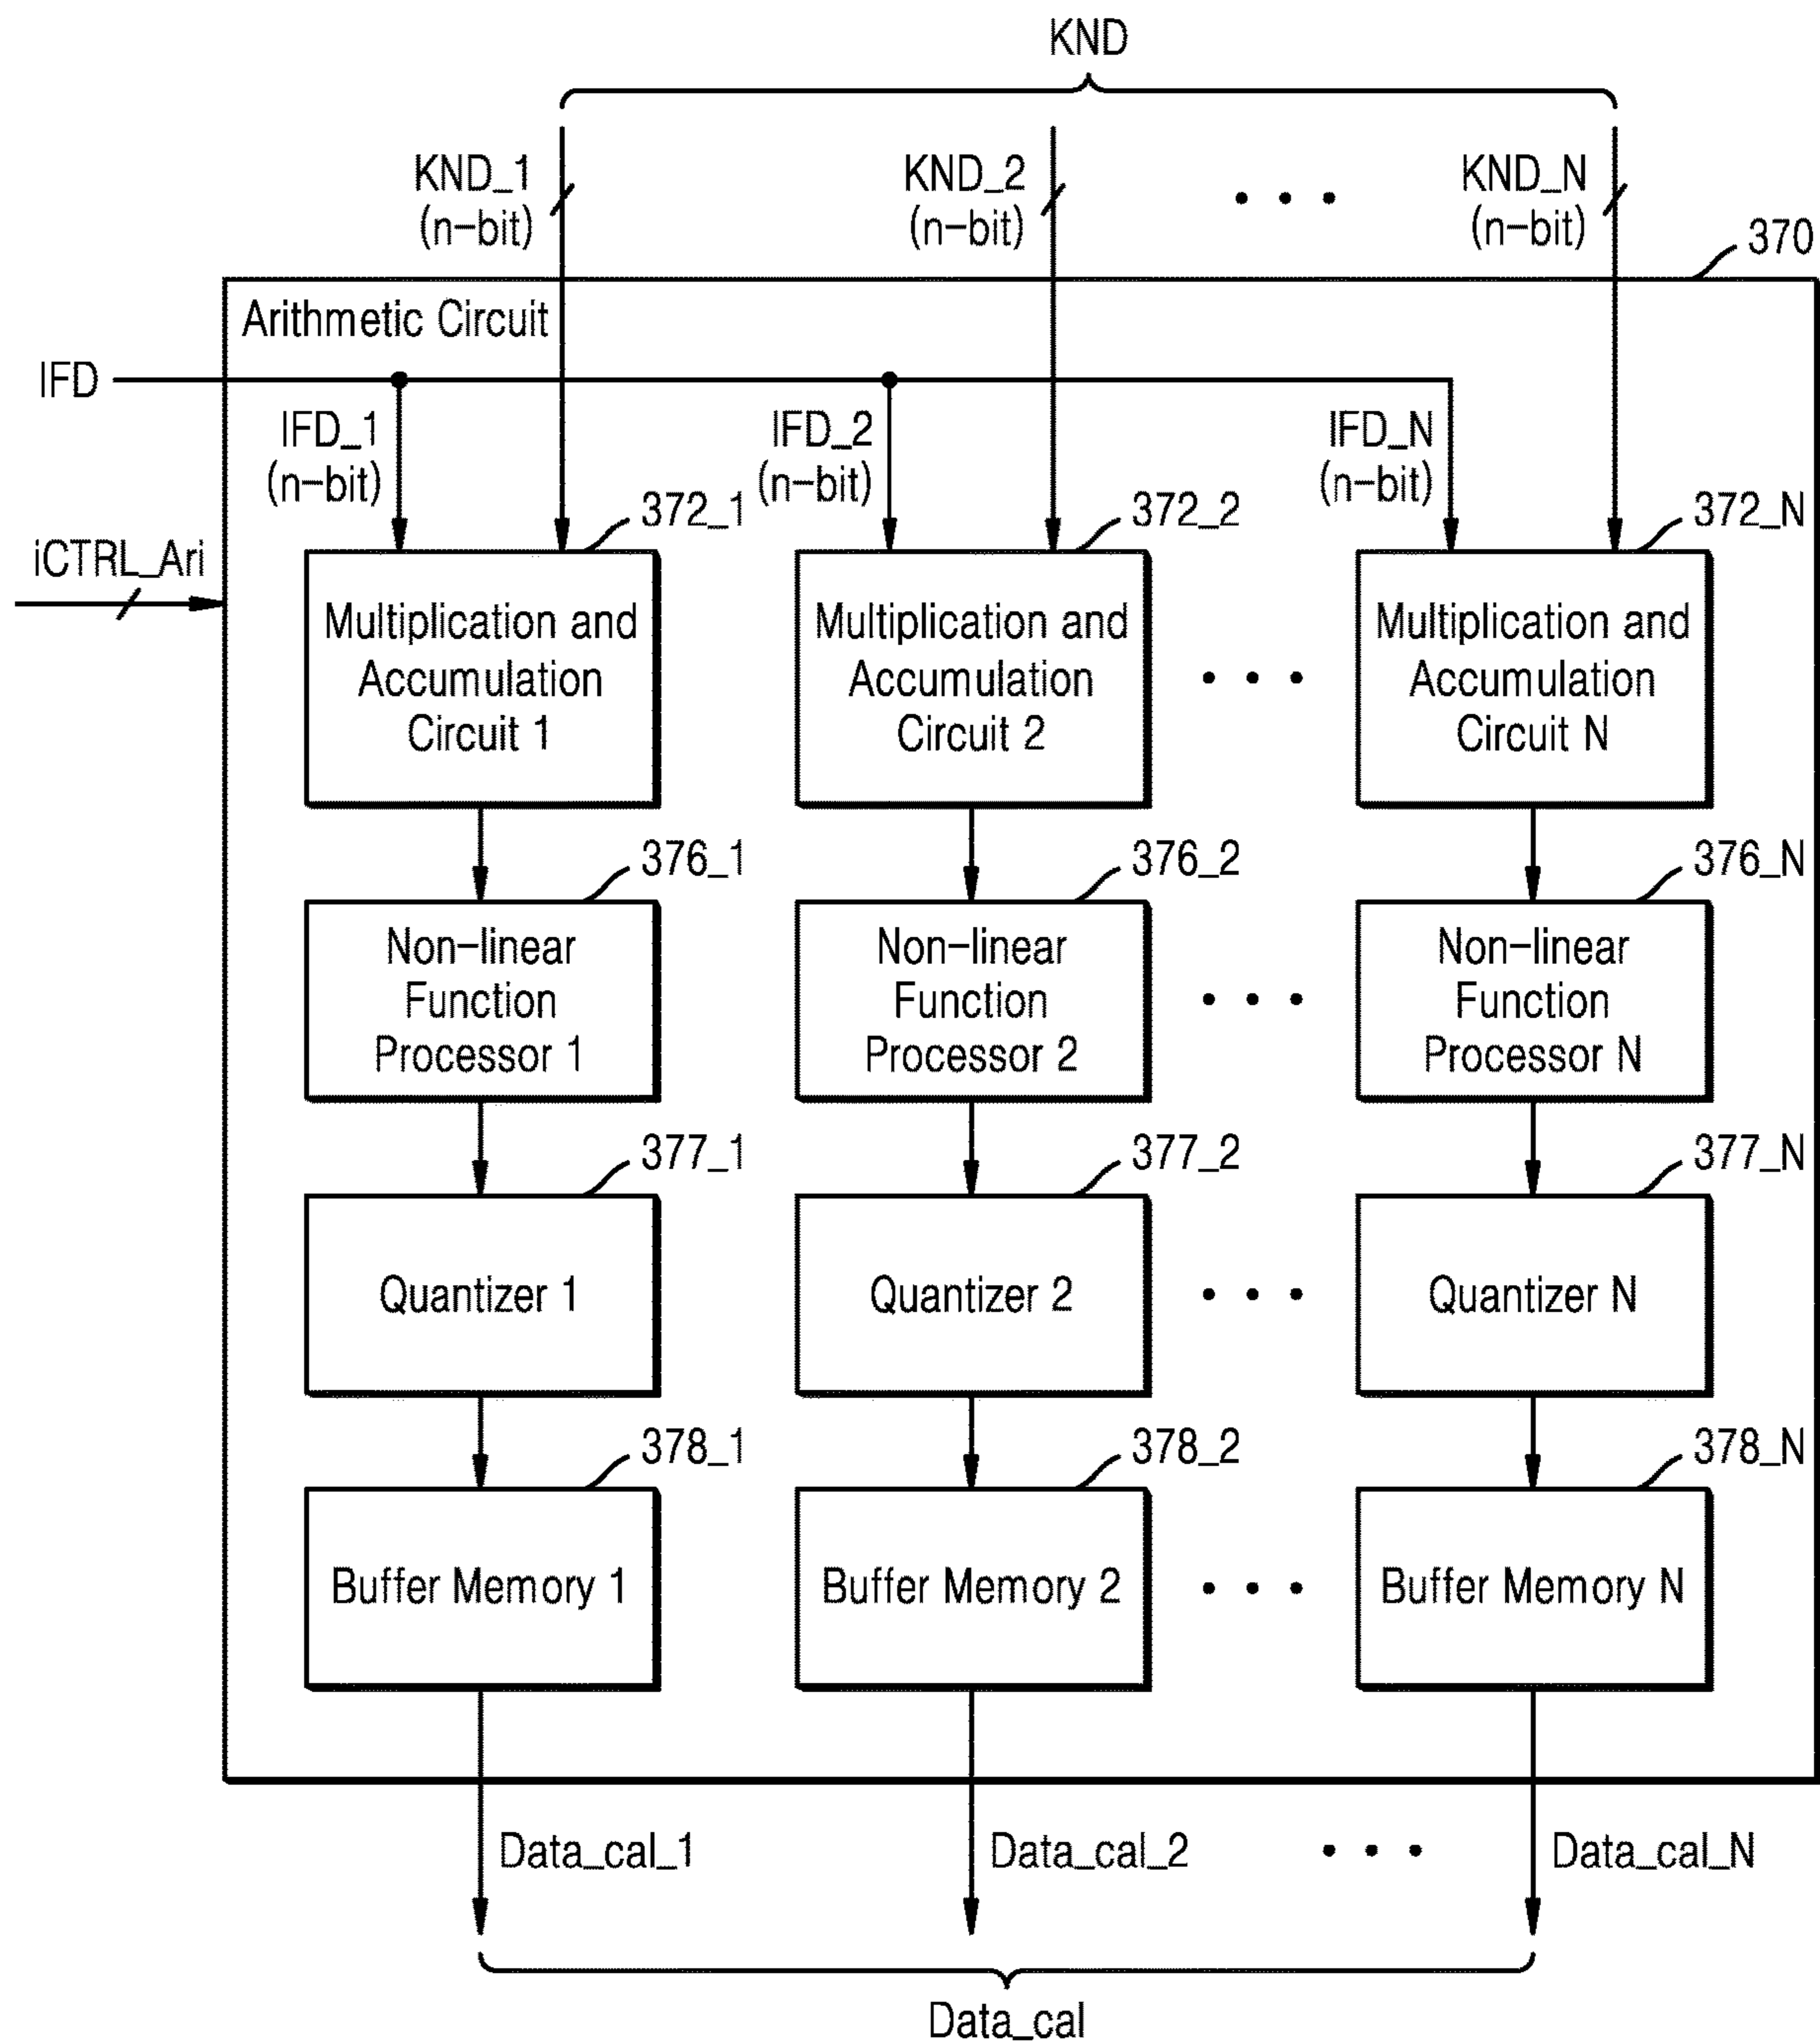 KND
KND_1
(n-bit)
KND_2
(n-bit)
KND_N
(n-bit)
370
Arithmetic Circuit
IFD
IFD_1
(n-bit)
IFD_2
(n-bit)
IFD_N
(n-bit)
iCTRL_Ari
372_1
372_2
372_N
Multiplication and
Accumulation
Circuit 1
Multiplication and
Accumulation
Circuit 2
Multiplication and
Accumulation
Circuit N
376_1
376_2
376_N
Non-linear
Function
Processor 1
Non-linear
Function
Processor 2
Non-linear
Function
Processor N
377_1
377_2
377_N
Quantizer 1
Quantizer 2
Quantizer N
378_1
378_2
378_N
Buffer Memory 1
Buffer Memory 2
Buffer Memory N
Data_cal_1
Data_cal_2
Data_cal_N
Data_cal